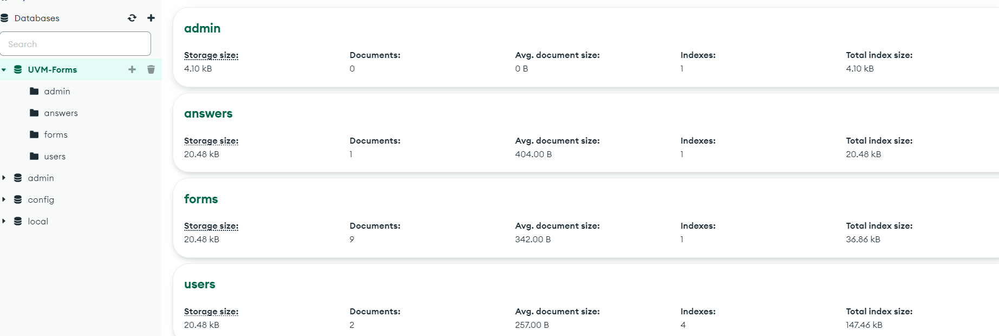 Databases
Search
UVM-Forms
admin
answers
forms
users
admin
config
local
admin
Storage size: Documents: Avg. document size: Indexes: Total index size:
4.10 kB 0 0 B 1 4.10 kB
answers
Storage size: Documents: Avg. document size: Indexes: Total index size:
20.48 kB 1 404.00 B 1 20.48 kB
forms
Storage size: Documents: Avg. document size: Indexes: Total index size:
20.48 kB 9 342.00 B 1 36.86 kB
users
Storage size: Documents: Avg. document size: Indexes: Total index size:
20.48 kB 2 257.00 B 4 147.46 kB